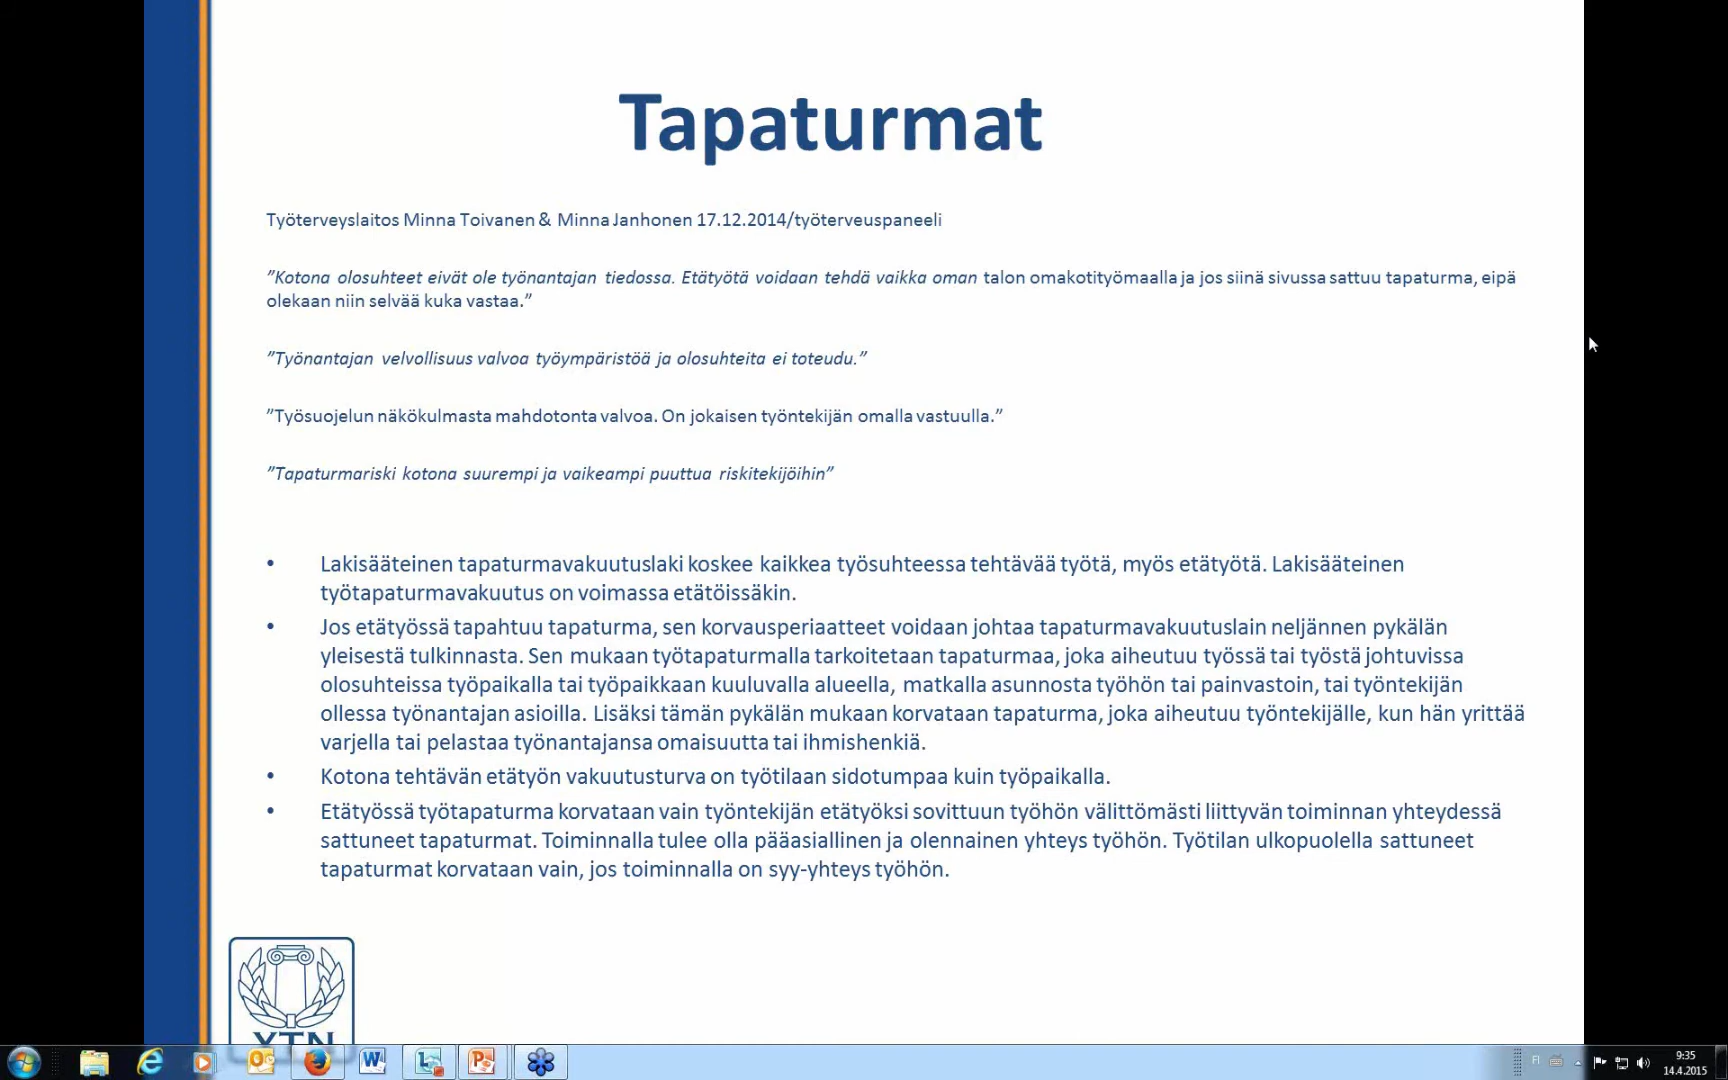 Tapaturmat
Työterveyslaitos Minna Toivanen & Minna Janhonen 17.12.2014/työterveuspaneeli
”Kotona olosuhteet eivät ole työnantajan tiedossa. Etätyötä voidaan tehdä vaikka oman talon omakotityömaalla ja jos siinä sivussa sattuu tapaturma, eipä
olekaan niin selvää kuka vastaa.”
”Työnantajan velvollisuus valvoa työympäristöä ja olosuhteita ei toteudu.”
”Työsuojelun näkökulmasta mahdotonta valvoa. On jokaisen työntekijän omalla vastuulla.”
”Tapaturmariski kotona suurempi ja vaikeampi puuttua riskitekijöihin”
• Lakisääteinen tapaturmavakuutuslaki koskee kaikkea työsuhteessa tehtävää työtä, myös etätyötä. Lakisääteinen
työtapaturmavakuutus on voimassa etätöissäkin.
• Jos etätyössä tapahtuu tapaturma, sen korvausperiaatteet voidaan johtaa tapaturmavakuutuslain neljännen pykälän
yleisestä tulkinnasta. Sen mukaan työtapaturmalla tarkoitetaan tapaturmaa, joka aiheutuu työssä tai työstä johtuvissa
olosuhteissa työpaikalla tai työpaikkaan kuuluvalla alueella, matkalla asunnosta työhön tai painvastoin, tai työntekijän
ollessa työnantajan asioilla. Lisäksi tämän pykälän mukaan korvataan tapaturma, joka aiheutuu työntekijälle, kun hän yrittää
varjella tai pelastaa työnantajansa omaisuutta tai ihmishenkiä.
• Kotona tehtävän etätyön vakuutusturva on työtilaan sidotumpaa kuin työpaikalla.
• Etätyössä työtapaturma korvataan vain työntekijän etätyöksi sovittuun työhön välittömästi liittyvän toiminnan yhteydessä
sattuneet tapaturmat. Toiminnalla tulee olla pääasiallinen ja olennainen yhteys työhön. Työtilan ulkopuolella sattuneet
tapaturmat korvataan vain, jos toiminnalla on syy-yhteys työhön.
YTN
FI
9:35
14.4.2015